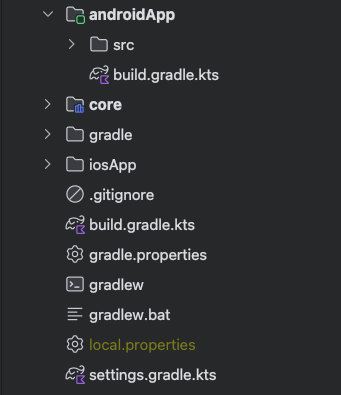 androidApp
src
build.gradle.kts
core
gradle
iosApp
.gitignore
build.gradle.kts
gradle.properties
gradlew
gradlew.bat
local.properties
settings.gradle.kts